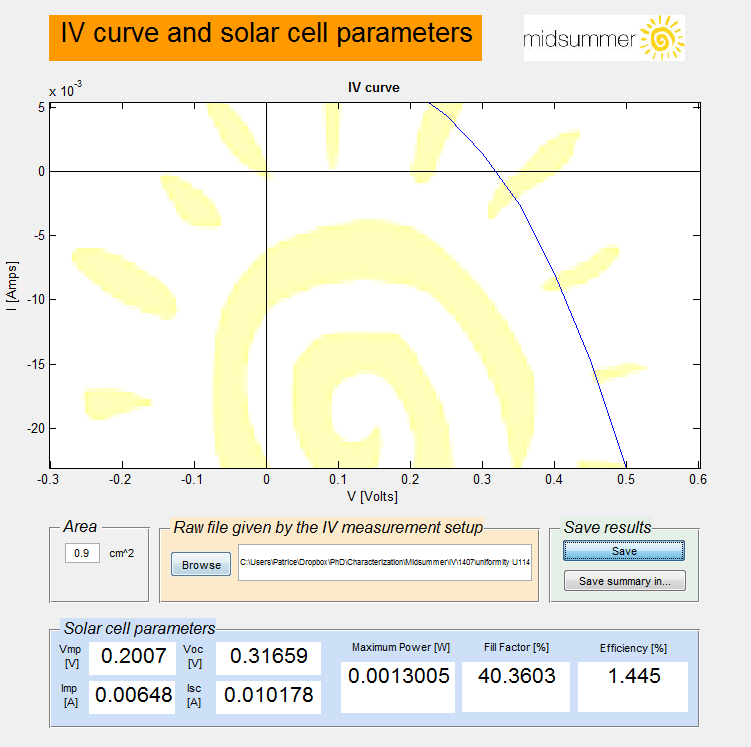 IV curve and solar cell parameters
midsummer
IV curve
x 10^-3
5
0
-5
-10
-15
-20
I [Amps]
-0.3 -0.2 -0.1 0 0.1 0.2 0.3 0.4 0.5 0.6
V [Volts]
Area
0.9 cm^2
Raw file given by the IV measurement setup
Browse C:\Users\Patrice\Dropbox\PhD\Characterization\Midsummer\IV\1407\uniformity U114
Save results
Save
Save summary in...
Solar cell parameters
Vmp [V] 0.2007 Voc [V] 0.31659
Imp [A] 0.00648 Isc [A] 0.010178
Maximum Power [W] Fill Factor [%] Efficiency [%]
0.0013005 40.3603 1.445